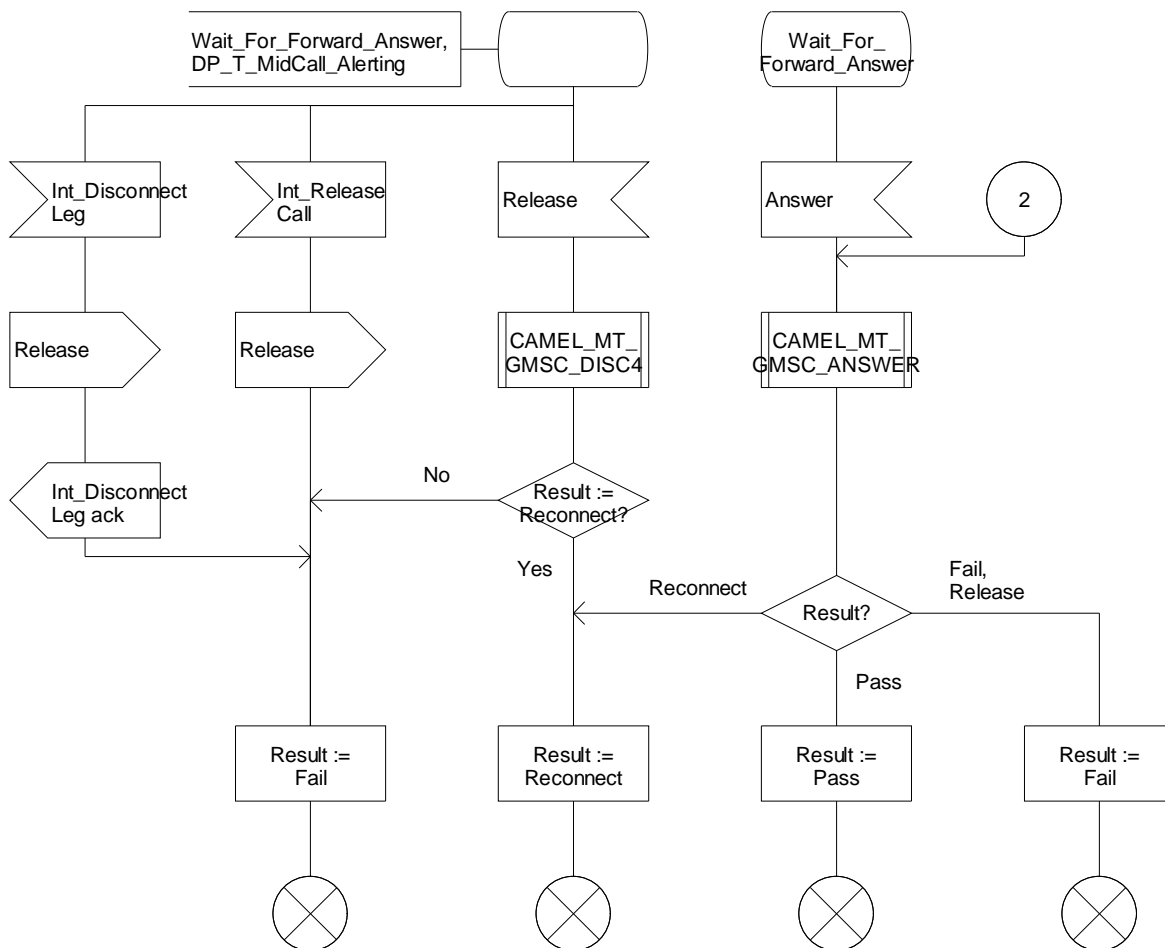 Wait_For_Forward_Answer,
DP_T_MidCall_Alerting
Wait_For_
Forward_Answer
Int_Disconnect
Leg
Int_Release
Call
Release
Answer
2
Release
Release
CAMEL_MT_
GMSC_DISC4
CAMEL_MT_
GMSC_ANSWER
Int_Disconnect
Leg ack
No
Result :=
Reconnect?
Yes
Reconnect
Result?
Fail,
Release
Pass
Result :=
Fail
Result :=
Reconnect
Result :=
Pass
Result :=
Fail